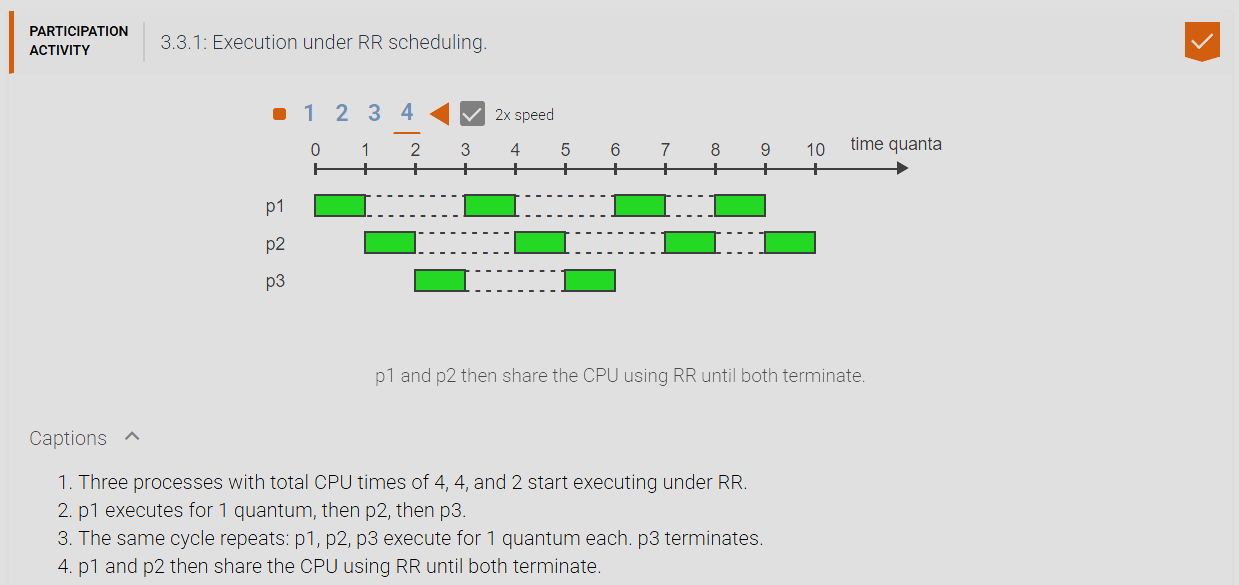 PARTICIPATION
ACTIVITY
3.3.1: Execution under RR scheduling.
1 2 3 4 2x speed
0 1 2 3 4 5 6 7 8 9 10 time quanta
p1
p2
p3
p1 and p2 then share the CPU using RR until both terminate.
Captions
1. Three processes with total CPU times of 4, 4, and 2 start executing under RR.
2. p1 executes for 1 quantum, then p2, then p3.
3. The same cycle repeats: p1, p2, p3 execute for 1 quantum each. p3 terminates.
4. p1 and p2 then share the CPU using RR until both terminate.